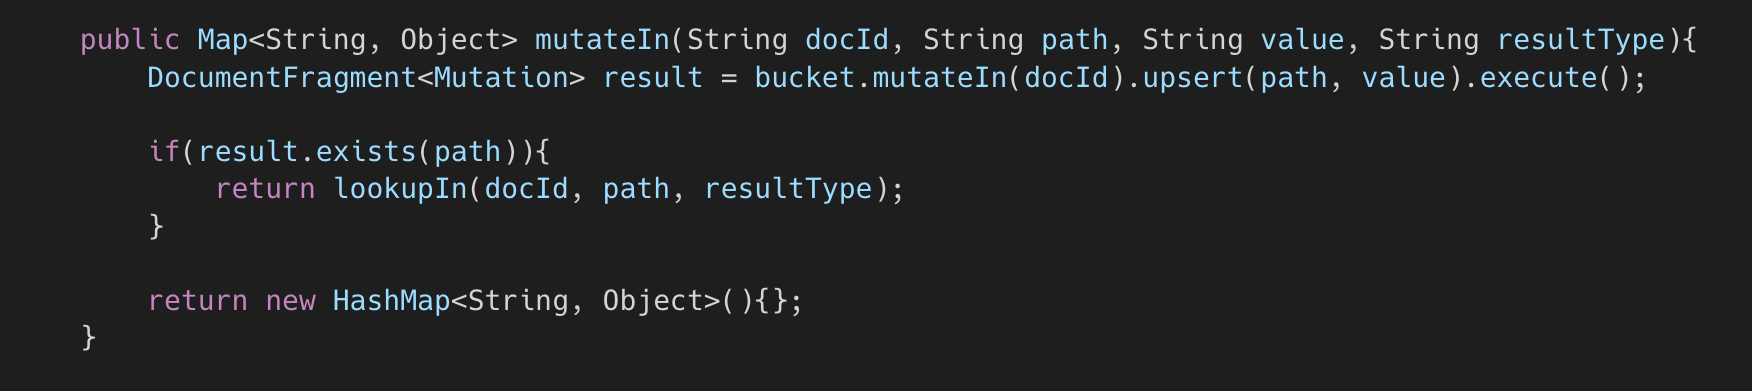 public Map<String, Object> mutateIn(String docId, String path, String value, String resultType){
DocumentFragment<Mutation> result = bucket.mutateIn(docId).upsert(path, value).execute();
if(result.exists(path)){
return lookupIn(docId, path, resultType);
}
return new HashMap<String, Object>(){};
}